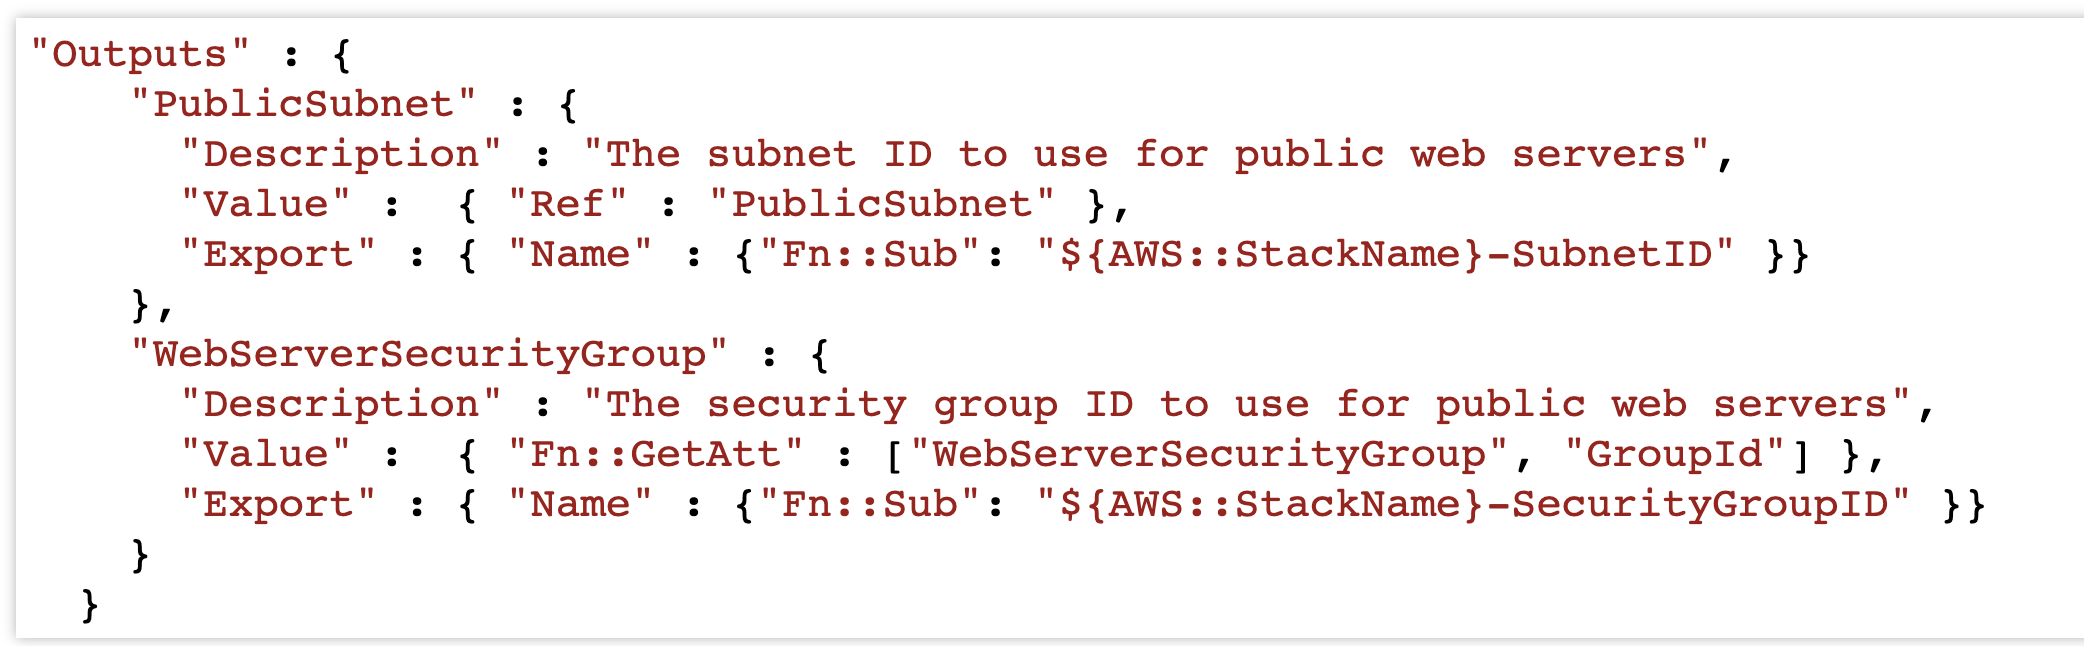 "Outputs" : {
"PublicSubnet" : {
"Description" : "The subnet ID to use for public web servers",
"Value" :  { "Ref" : "PublicSubnet" },
"Export" : { "Name" : {"Fn::Sub": "${AWS::StackName}-SubnetID" }}
},
"WebServerSecurityGroup" : {
"Description" : "The security group ID to use for public web servers",
"Value" :  { "Fn::GetAtt" : ["WebServerSecurityGroup", "GroupId"] },
"Export" : { "Name" : {"Fn::Sub": "${AWS::StackName}-SecurityGroupID" }}
}
}